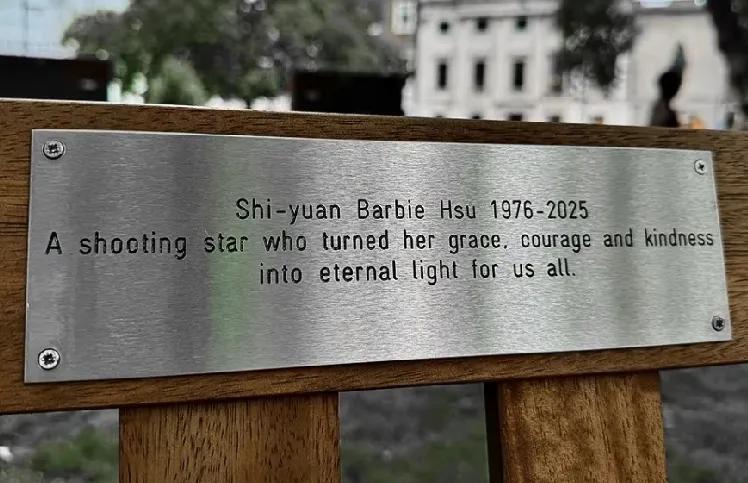 Shi-yuan Barbie Hsu 1976-2025
A shooting star who turned her grace, courage and kindness
into eternal light for us all.